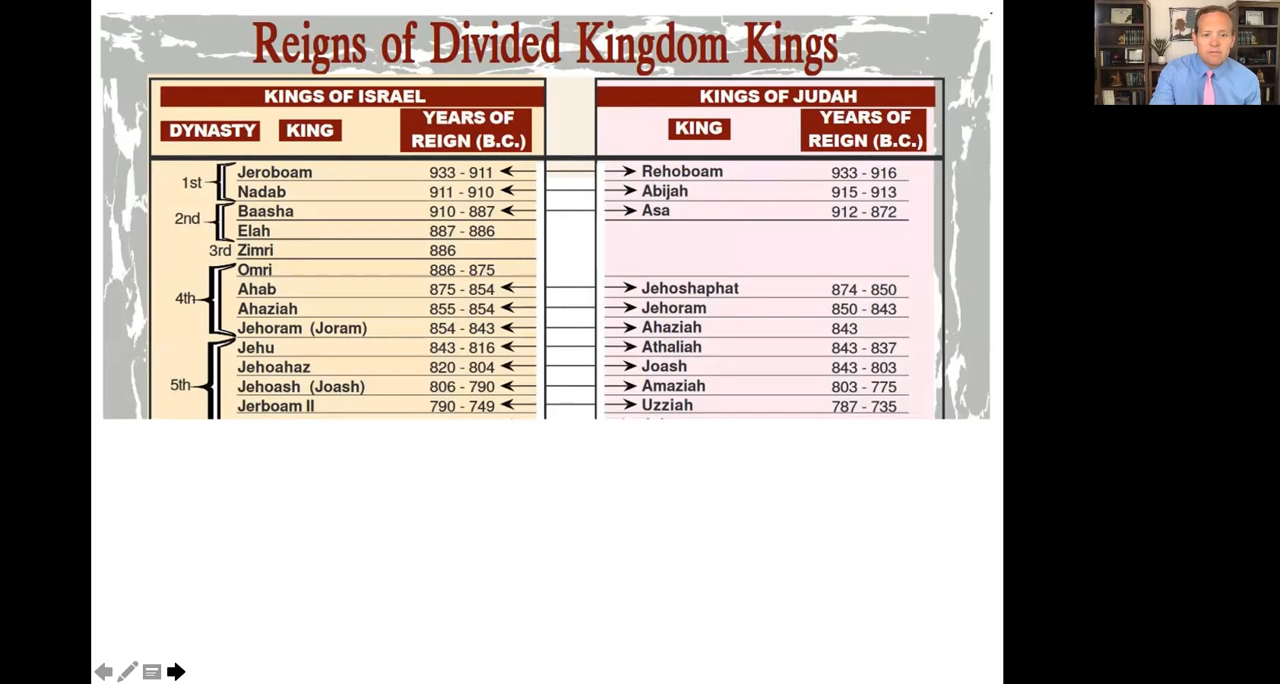 Reigns of Divided Kingdom Kings
KINGS OF ISRAEL
DYNASTY KING YEARS OF
REIGN (B.C.)
1st
Jeroboam 933 - 911
Nadab 911 - 910
2nd
Baasha 910 - 887
Elah 887 - 886
3rd Zimri 886
4th
Omri 886 - 875
Ahab 875 - 854
Ahaziah 855 - 854
Jehoram (Joram) 854 - 843
5th
Jehu 843 - 816
Jehoahaz 820 - 804
Jehoash (Joash) 806 - 790
Jerboam II 790 - 749
KINGS OF JUDAH
KING YEARS OF
REIGN (B.C.)
Rehoboam 933 - 916
Abijah 915 - 913
Asa 912 - 872
Jehoshaphat 874 - 850
Jehoram 850 - 843
Ahaziah 843
Athaliah 843 - 837
Joash 843 - 803
Amaziah 803 - 775
Uzziah 787 - 735